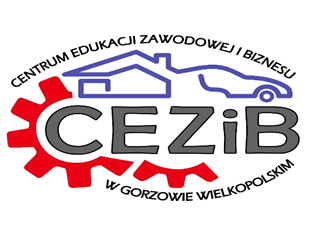 CENTRUM EDUKACJI ZAWODOWEJ I BIZNESU
CEZiB
W GORZOWIE WIELKOPOLSKIM